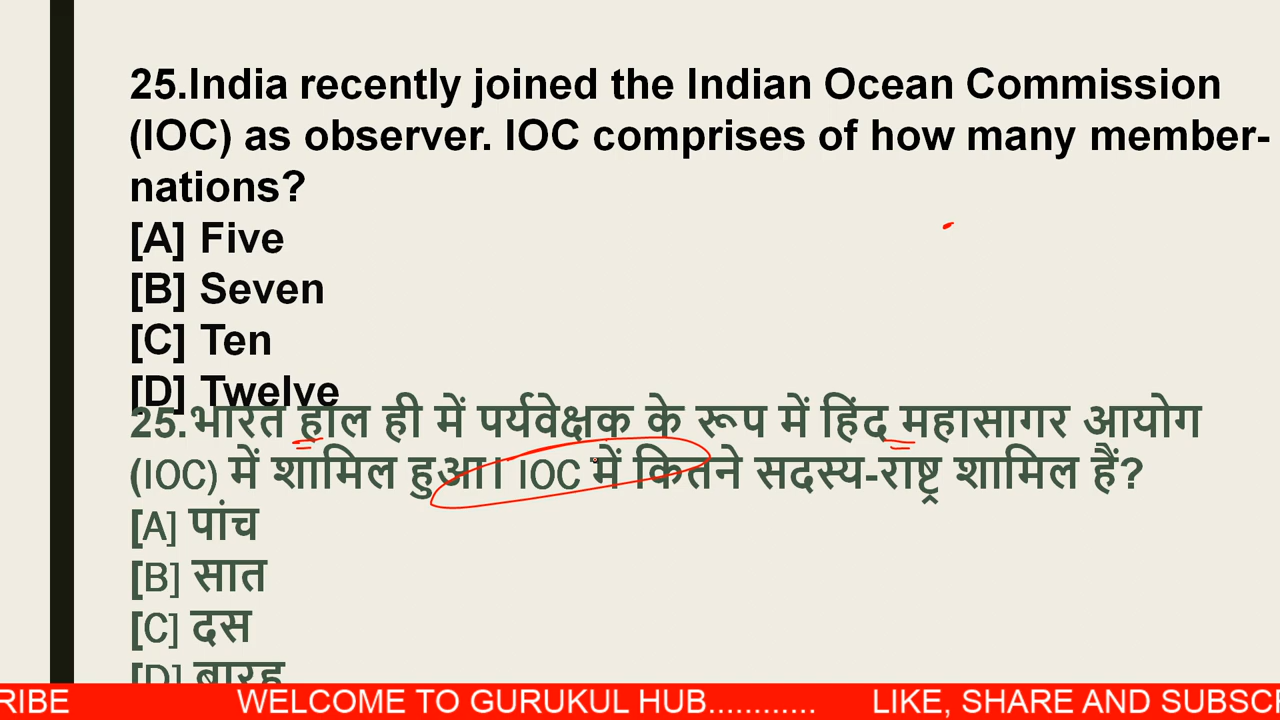 25.India recently joined the Indian Ocean Commission
(IOC) as observer. IOC comprises of how many member-
nations?
[A] Five
[B] Seven
[C] Ten
[D] Twelve
25.भारत हाल ही में पर्यवेक्षक के रूप में हिंद महासागर आयोग
(IOC) में शामिल हुआ। IOC में कितने सदस्य-राष्ट्र शामिल हैं?
[A] पांच
[B] सात
[C] दस
[D] बारह
RIBE WELCOME TO GURUKUL HUB............ LIKE, SHARE AND SUBSC